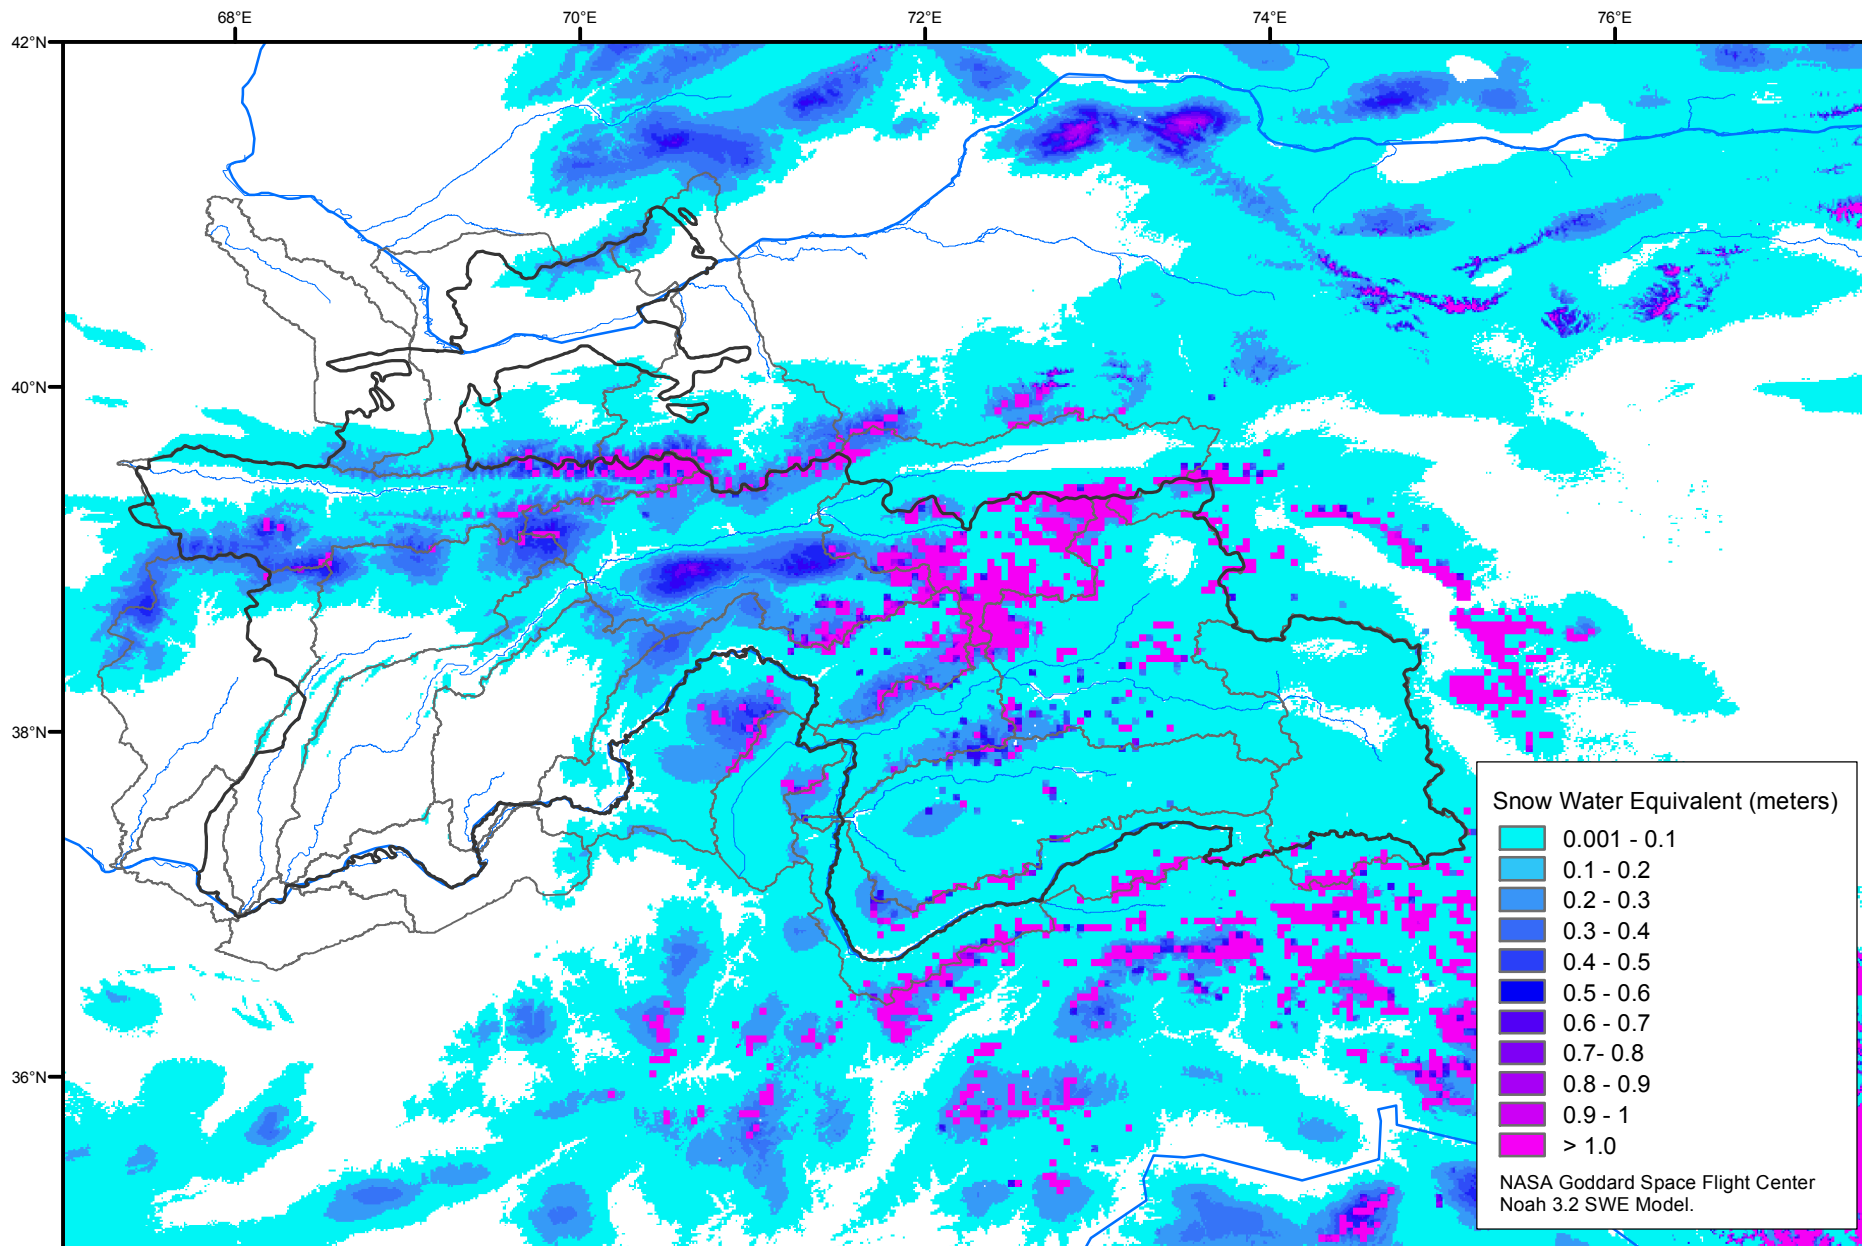 68°E 70°E 72°E 74°E 76°E
42°N
40°N
38°N
36°N
Snow Water Equivalent (meters)
0.001 - 0.1
0.1 - 0.2
0.2 - 0.3
0.3 - 0.4
0.4 - 0.5
0.5 - 0.6
0.6 - 0.7
0.7- 0.8
0.8 - 0.9
0.9 - 1
> 1.0
NASA Goddard Space Flight Center
Noah 3.2 SWE Model.